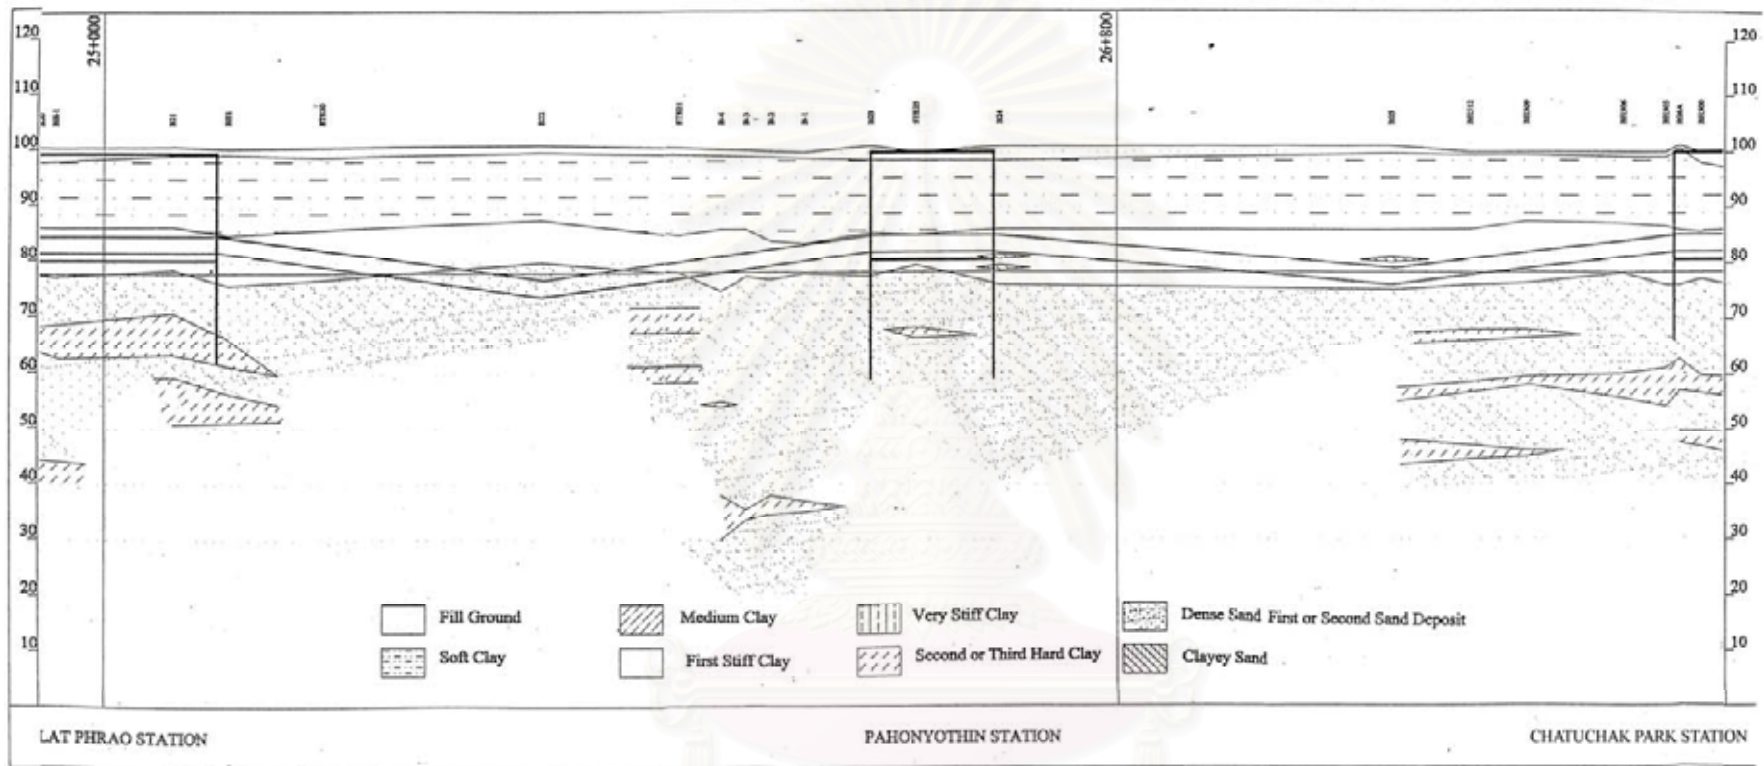 120
25+000
26+800
120
110
110
100
100
90
90
80
80
70
70
60
60
50
50
40
40
30
30
20
20
10
10
Fill Ground
Medium Clay
Very Stiff Clay
Dense Sand First or Second Sand Deposit
Soft Clay
First Stiff Clay
Second or Third Hard Clay
Clayey Sand
LAT PHRAO STATION
PAHONYOTHIN STATION
CHATUCHAK PARK STATION